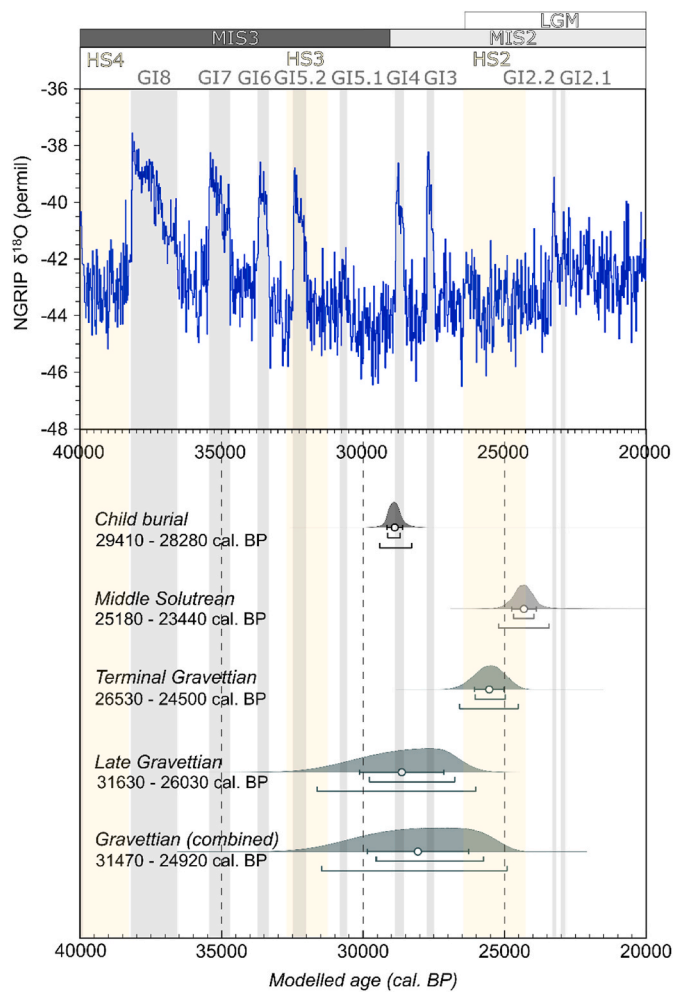 LGM
MIS3 MIS2
HS4 HS3 HS2
GI8 GI7 GI6 GI5.2 GI5.1 GI4 GI3 GI2.2 GI2.1
-36
-38
-40
-42
-44
-46
-48
NGRIP δ18O (permil)
40000 35000 30000 25000 20000
Child burial
29410 - 28280 cal. BP
Middle Solutrean
25180 - 23440 cal. BP
Terminal Gravettian
26530 - 24500 cal. BP
Late Gravettian
31630 - 26030 cal. BP
Gravettian (combined)
31470 - 24920 cal. BP
40000 35000 30000 25000 20000
Modelled age (cal. BP)